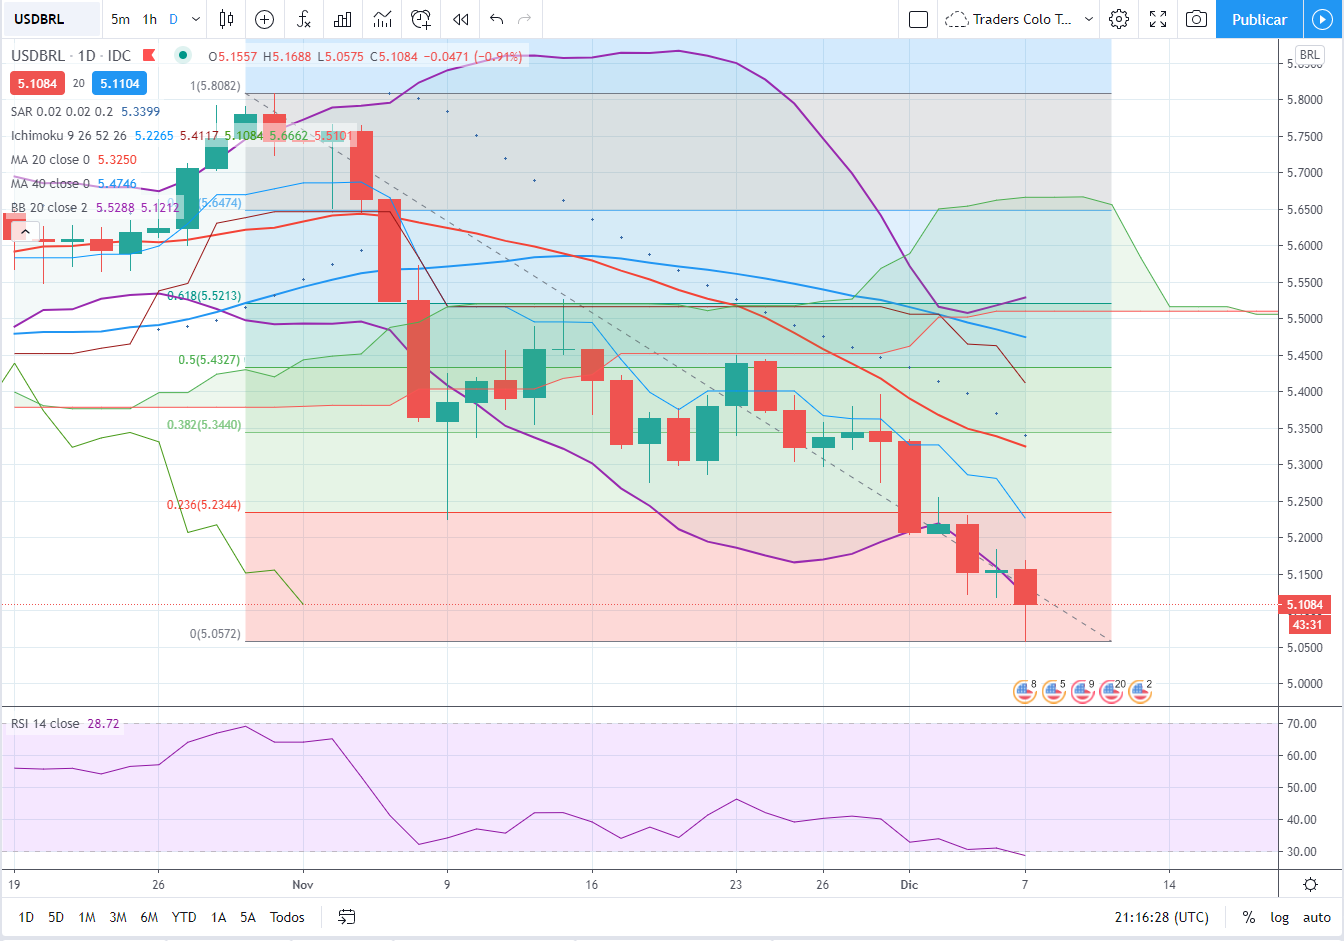 USDBRL 5m 1h D Traders Colo T... Publicar
USDBRL · 1D · IDC O5.1557 H5.1688 L5.0575 C5.1084 −0.0471 (−0.91%) BRL
5.1084 20 5.1104
SAR 0.02 0.02 0.2 5.3399
Ichimoku 9 26 52 26 5.2265 5.4117 5.1084 5.6662 5.5101
MA 20 close 0 5.3250
MA 40 close 0 5.4746
BB 20 close 2 5.5288 5.1212
1(5.8082)
(5.6474)
0.618(5.5213)
0.5(5.4327)
0.382(5.3440)
0.236(5.2344)
0(5.0572)
5.8000
5.7500
5.7000
5.6500
5.6000
5.5500
5.5000
5.4500
5.4000
5.3500
5.3000
5.2500
5.2000
5.1500
5.1084
43:31
5.0500
5.0000
8 5 9 20 2
RSI 14 close 28.72
70.00
60.00
50.00
40.00
30.00
19 26 Nov 9 16 23 26 Dic 7 14
1D 5D 1M 3M 6M YTD 1A 5A Todos 21:16:28 (UTC) % log auto